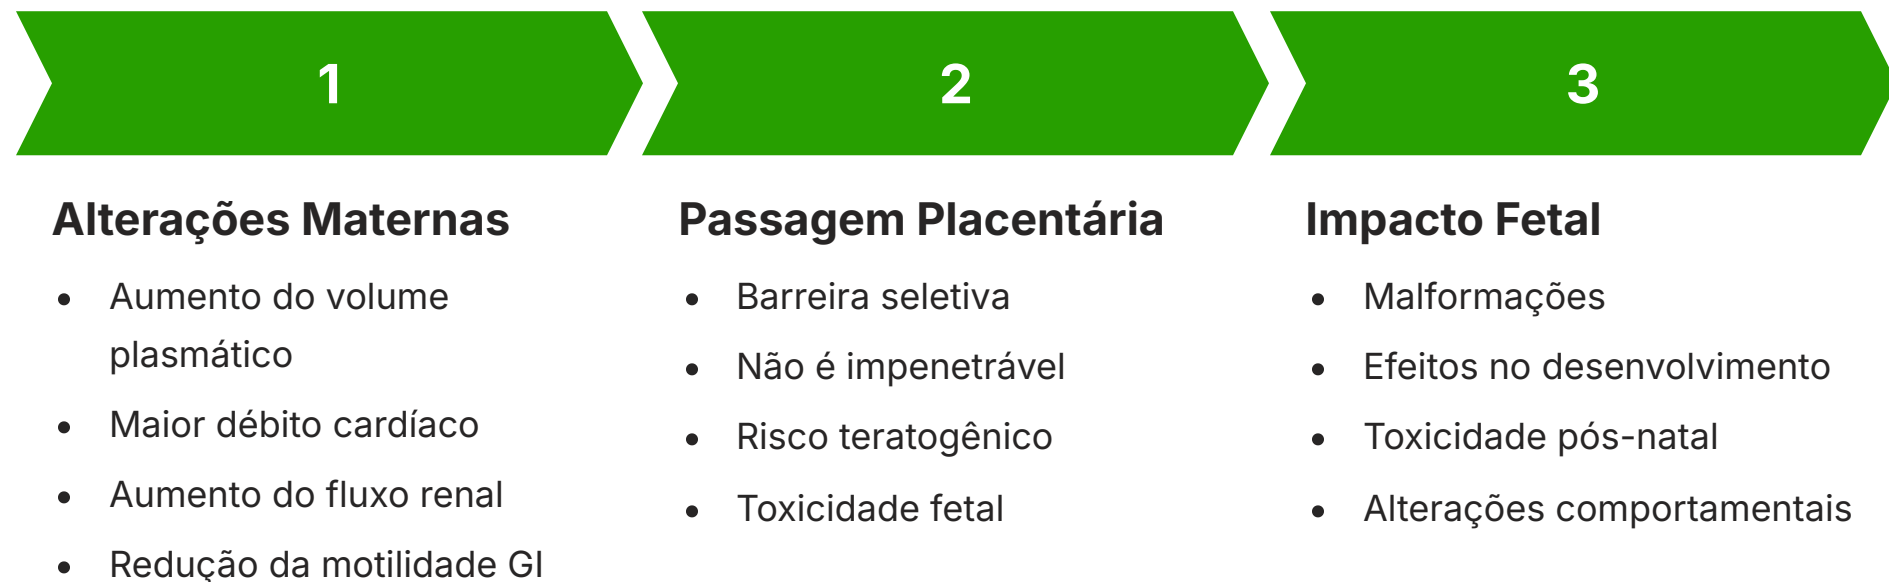 1
2
3
Alterações Maternas
• Aumento do volume
plasmático
• Maior débito cardíaco
• Aumento do fluxo renal
• Redução da motilidade GI
Passagem Placentária
• Barreira seletiva
• Não é impenetrável
• Risco teratogênico
• Toxicidade fetal
Impacto Fetal
• Malformações
• Efeitos no desenvolvimento
• Toxicidade pós-natal
• Alterações comportamentais